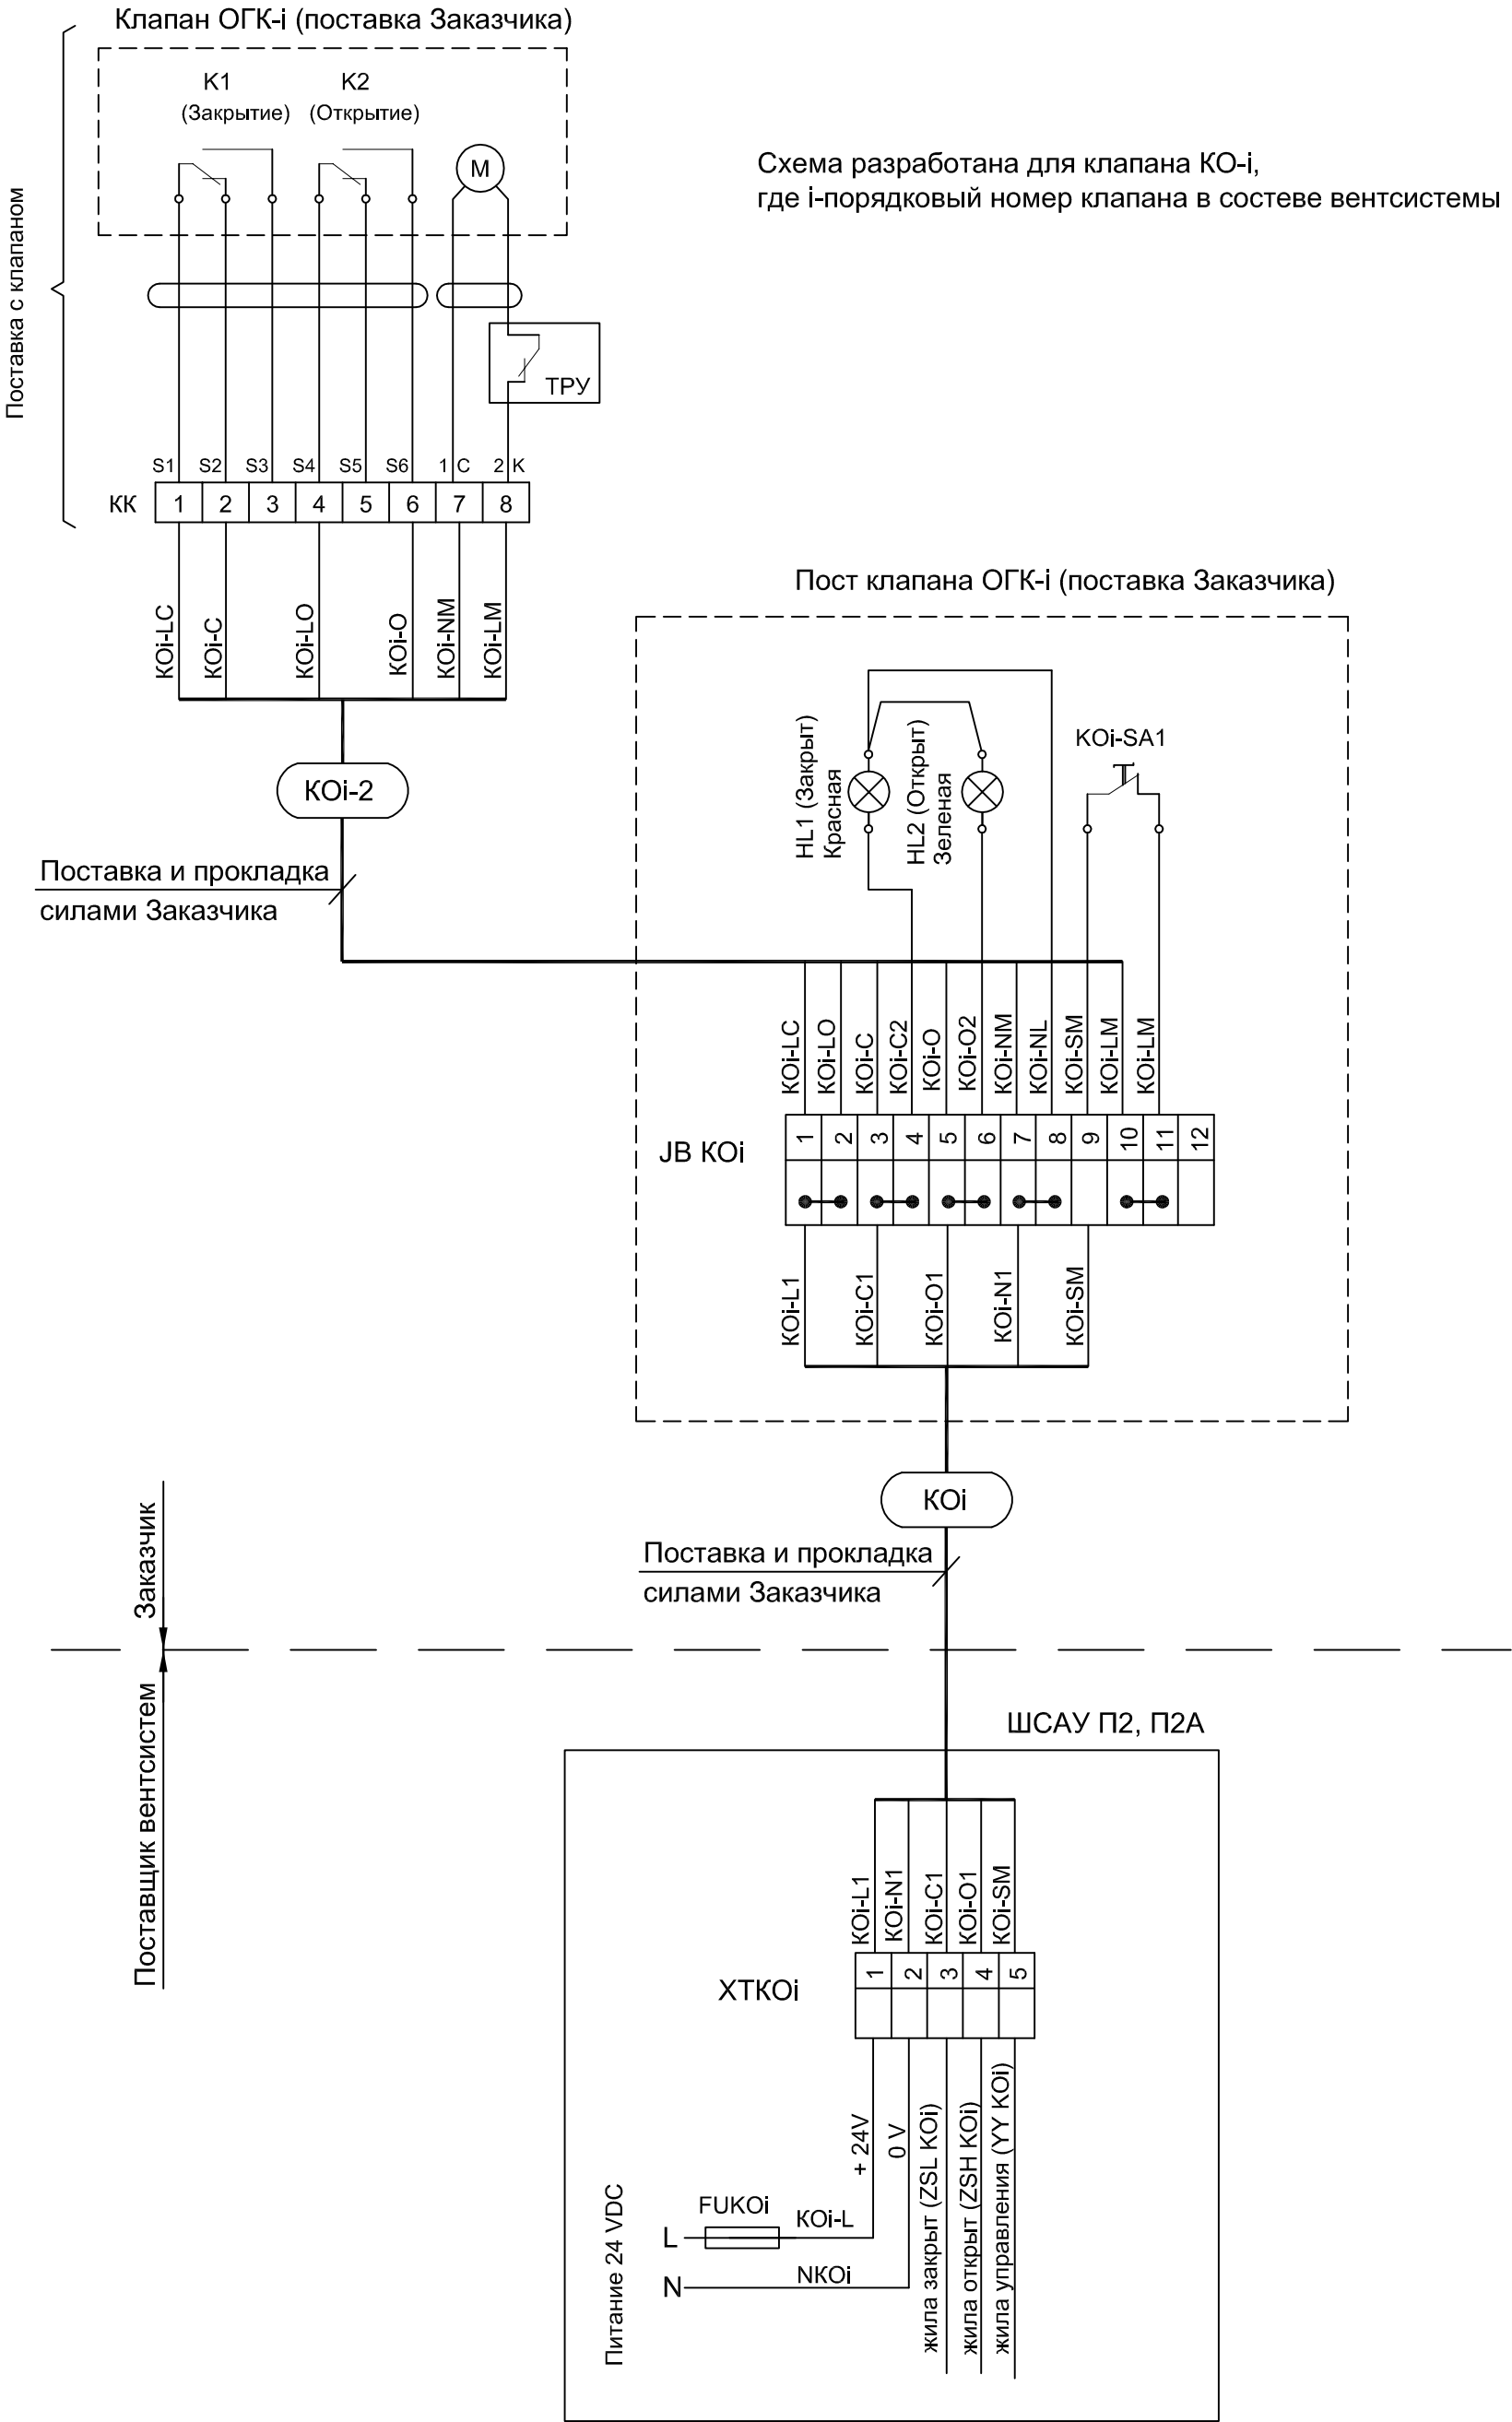 Клапан ОГК-i (поставка Заказчика)
K1
(Закрытие)
K2
(Открытие)
M
Поставка с клапаном
Схема разработана для клапана КО-i,
где i-порядковый номер клапана в состеве вентсистемы
ТРУ
S1 S2 S3 S4 S5 S6 1 C 2 K
КК 1 2 3 4 5 6 7 8
KOi-LC
KOi-C
KOi-LO
KOi-O
KOi-NM
KOi-LM
KOi-2
Поставка и прокладка
силами Заказчика
Пост клапана ОГК-i (поставка Заказчика)
HL1 (Закрыт)
Красная
HL2 (Открыт)
Зеленая
KOi-SA1
KOi-LC
KOi-LO
KOi-C
KOi-C2
KOi-O
KOi-O2
KOi-NM
KOi-NL
KOi-SM
KOi-LM
KOi-LM
JB KOi
1 2 3 4 5 6 7 8 9 10 11 12
KOi-L1
KOi-C1
KOi-O1
KOi-N1
KOi-SM
KOi
Поставка и прокладка
силами Заказчика
Заказчик
Поставщик вентсистем
ШСАУ П2, П2А
KOi-L1
KOi-N1
KOi-C1
KOi-O1
KOi-SM
XTKOi
1 2 3 4 5
+ 24V
0 V
жила закрыт (ZSL KOi)
жила открыт (ZSH KOi)
жила управления (YY KOi)
Питание 24 VDC
FUKOi
L
KOi-L
N
NKOi